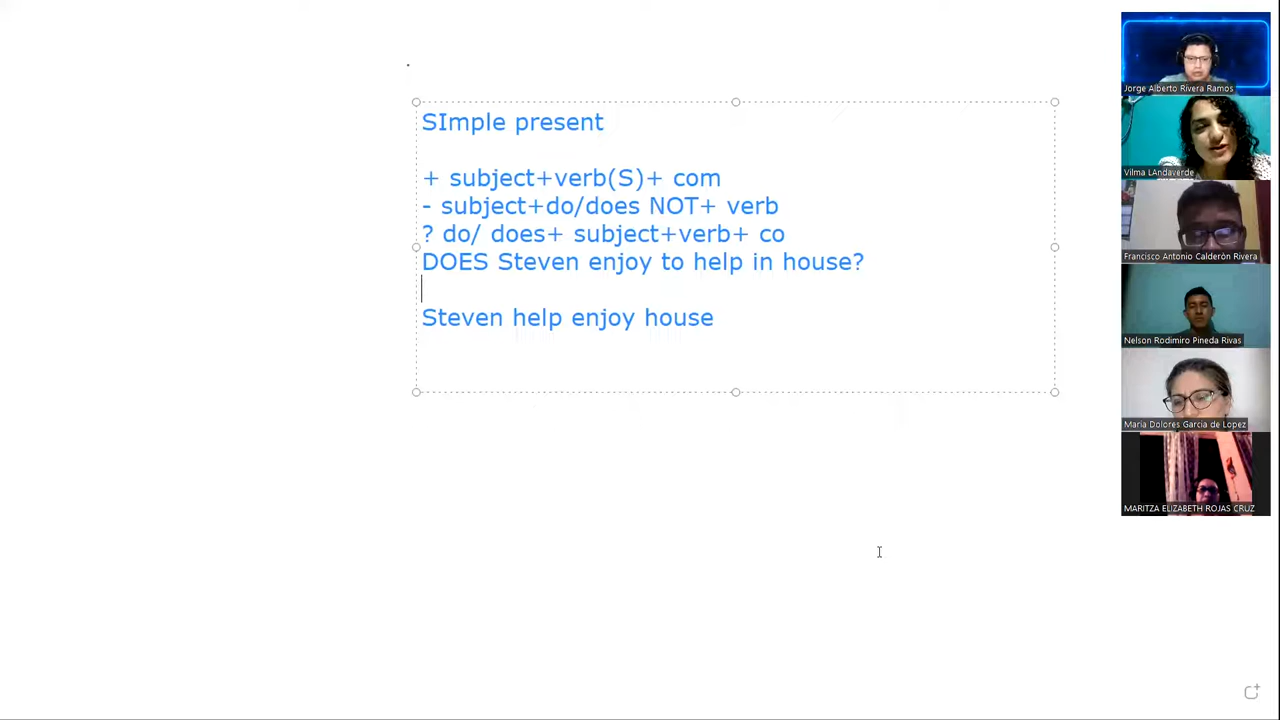 SImple present
+ subject+verb(S)+ com
- subject+do/does NOT+ verb
? do/ does+ subject+verb+ co
DOES Steven enjoy to help in house?
Steven help enjoy house
Jorge Alberto Rivera Ramos
Vilma LAndaverde
Francisco Antonio Calderón Rivera
Nelson Rodimiro Pineda Rivas
Maria Dolores Garcia de Lopez
MARITZA ELIZABETH ROJAS CRUZ